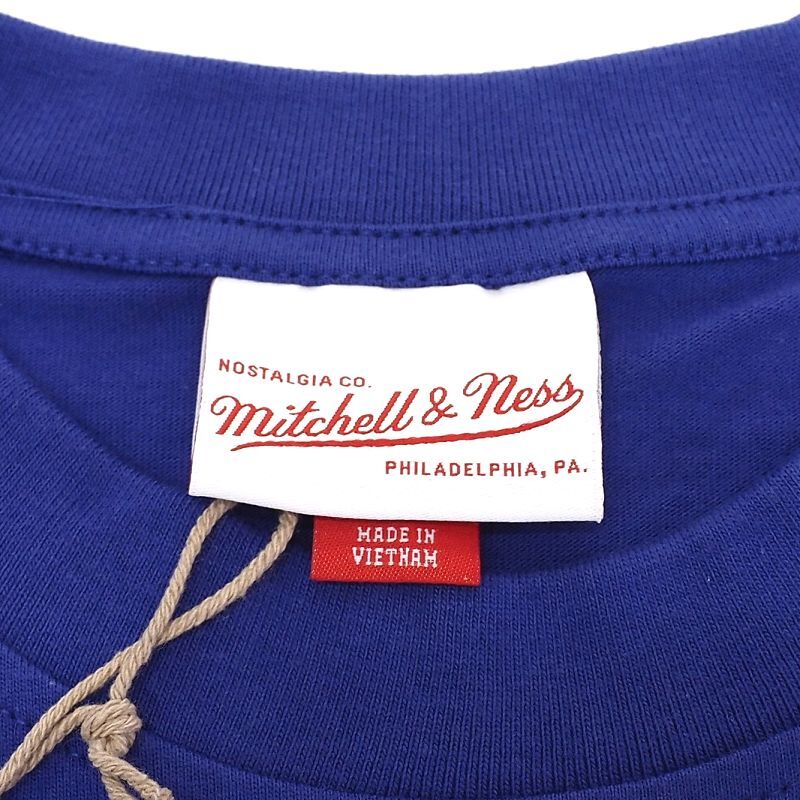 NOSTALGIA CO.
Mitchell & Ness
PHILADELPHIA, PA.
MADE IN
VIETNAM